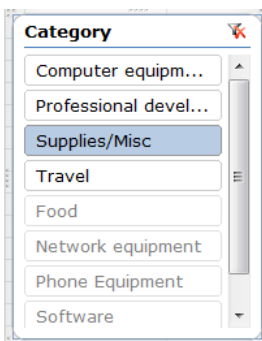 Category
Computer equipm...
Professional devel...
Supplies/Misc
Travel
Food
Network equipment
Phone Equipment
Software